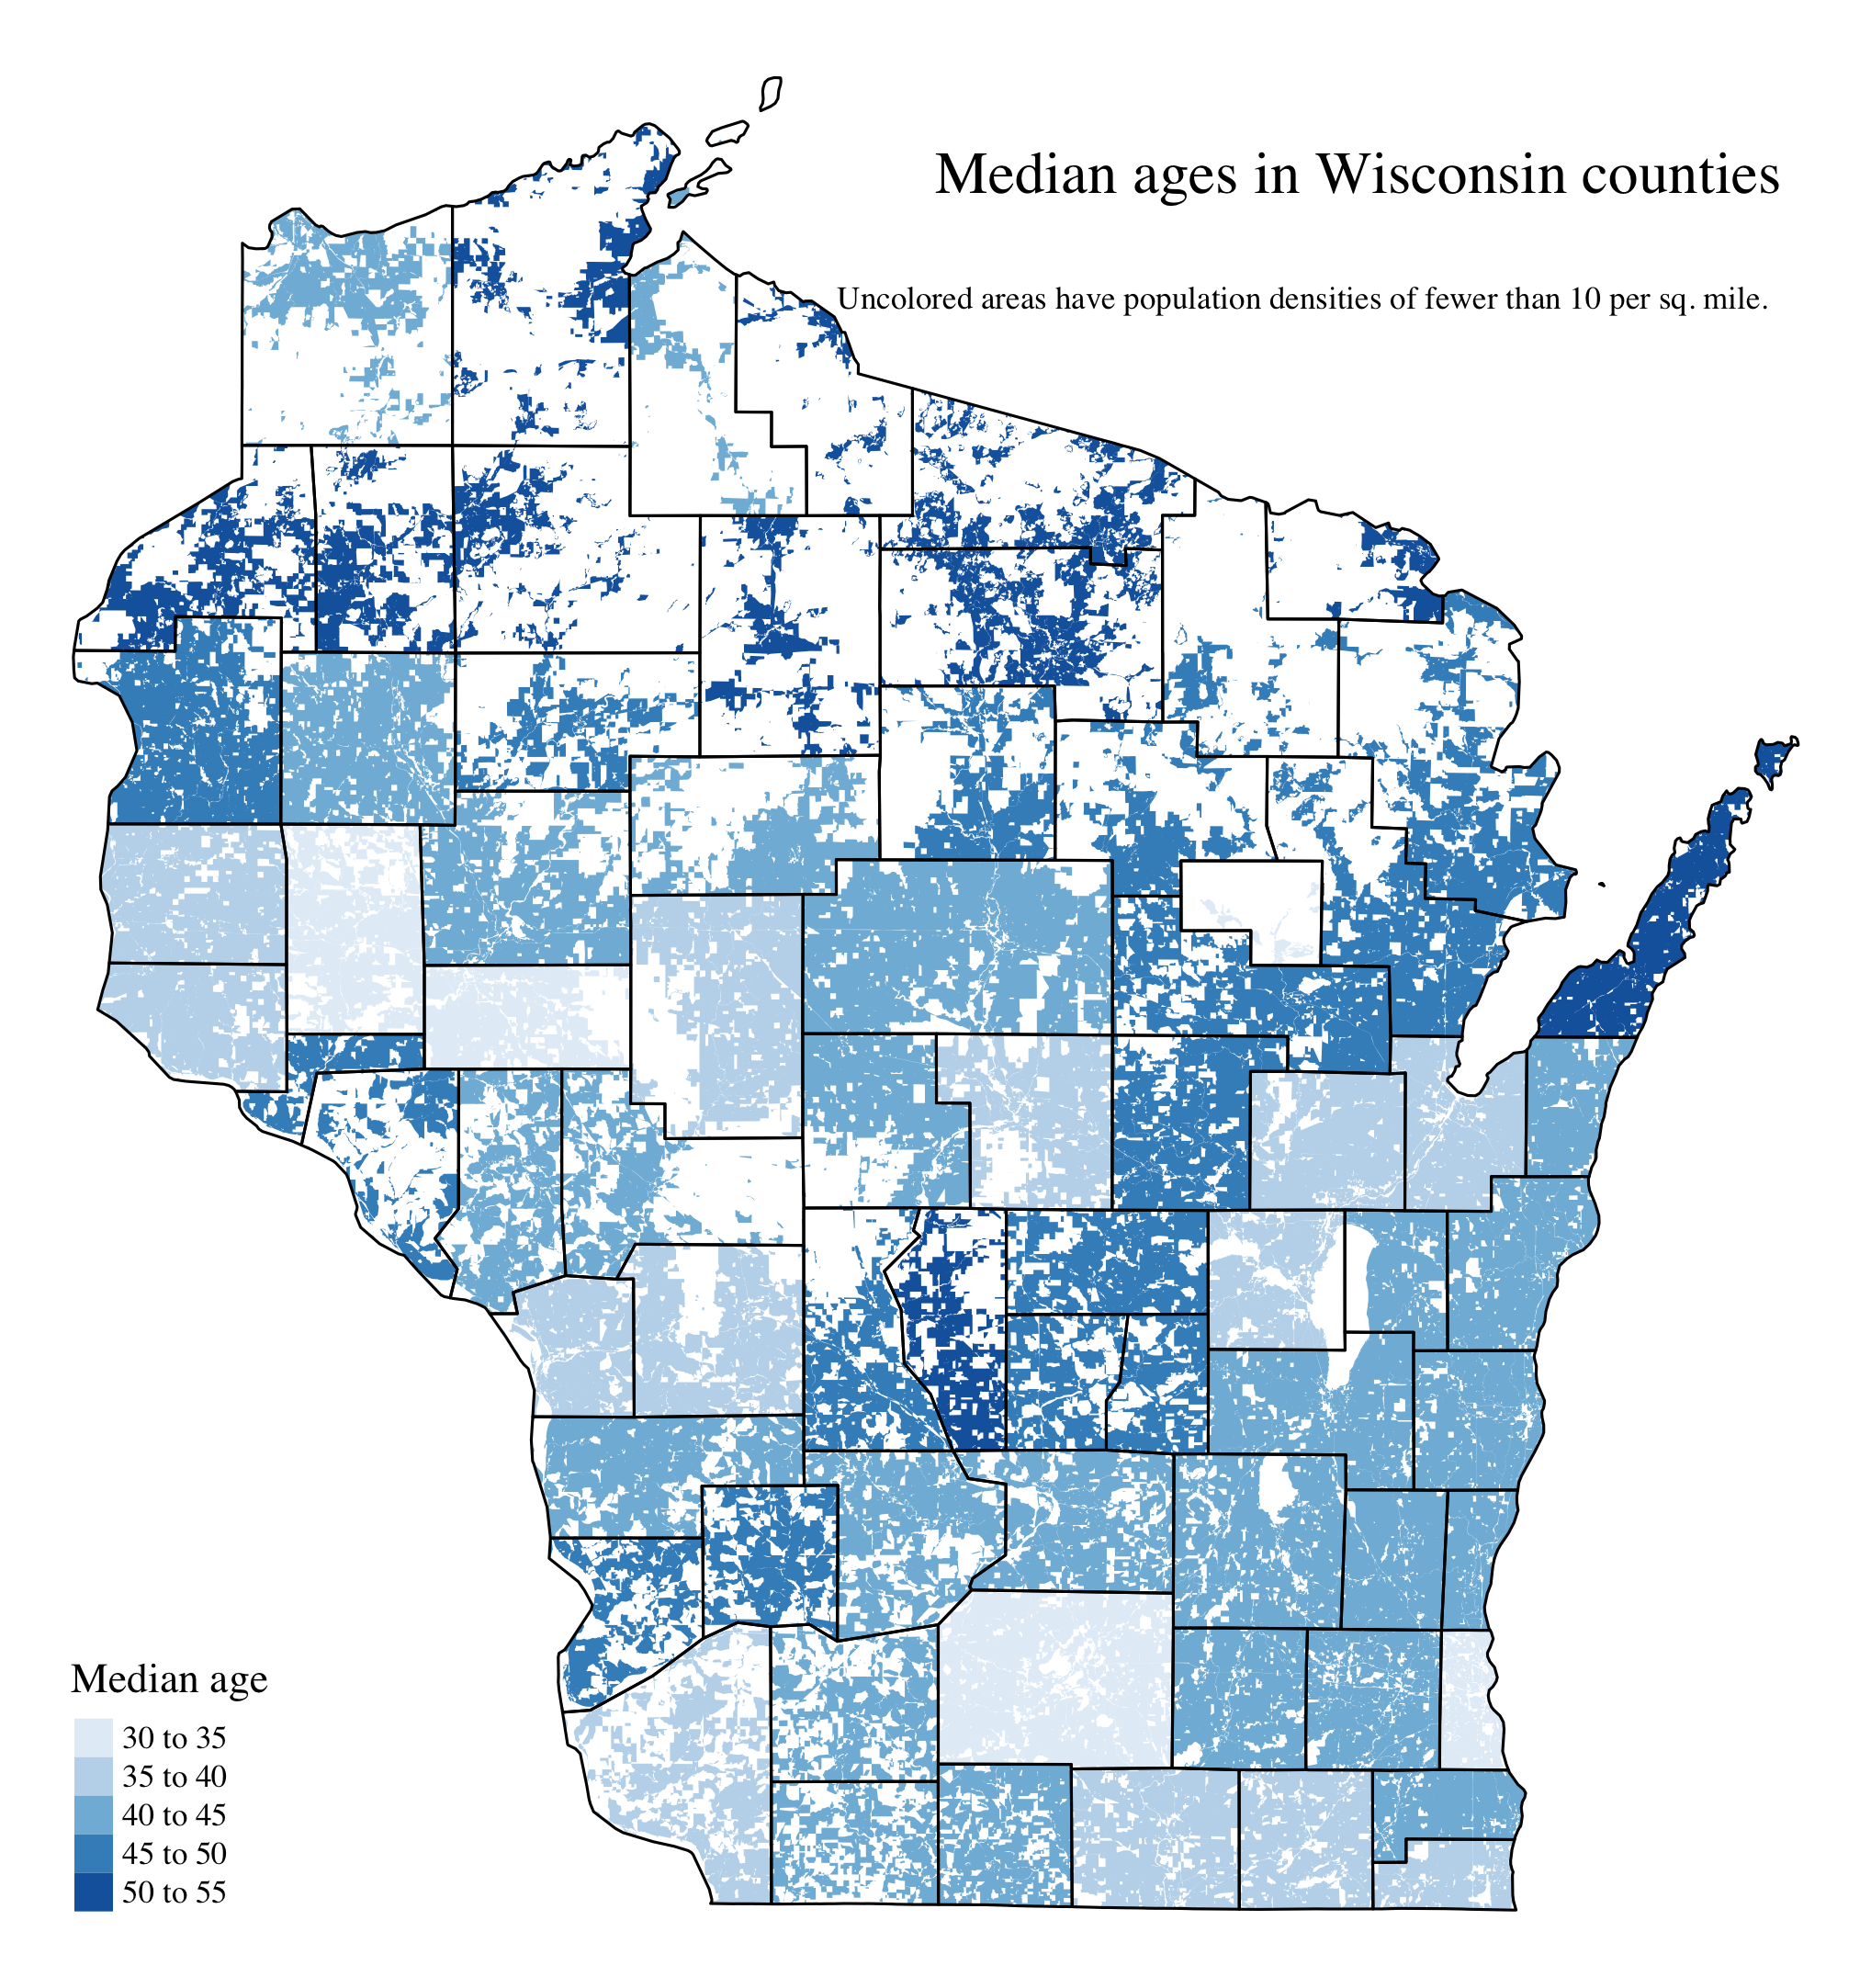 Median ages in Wisconsin counties
Uncolored areas have population densities of fewer than 10 per sq. mile.
Median age
30 to 35
35 to 40
40 to 45
45 to 50
50 to 55